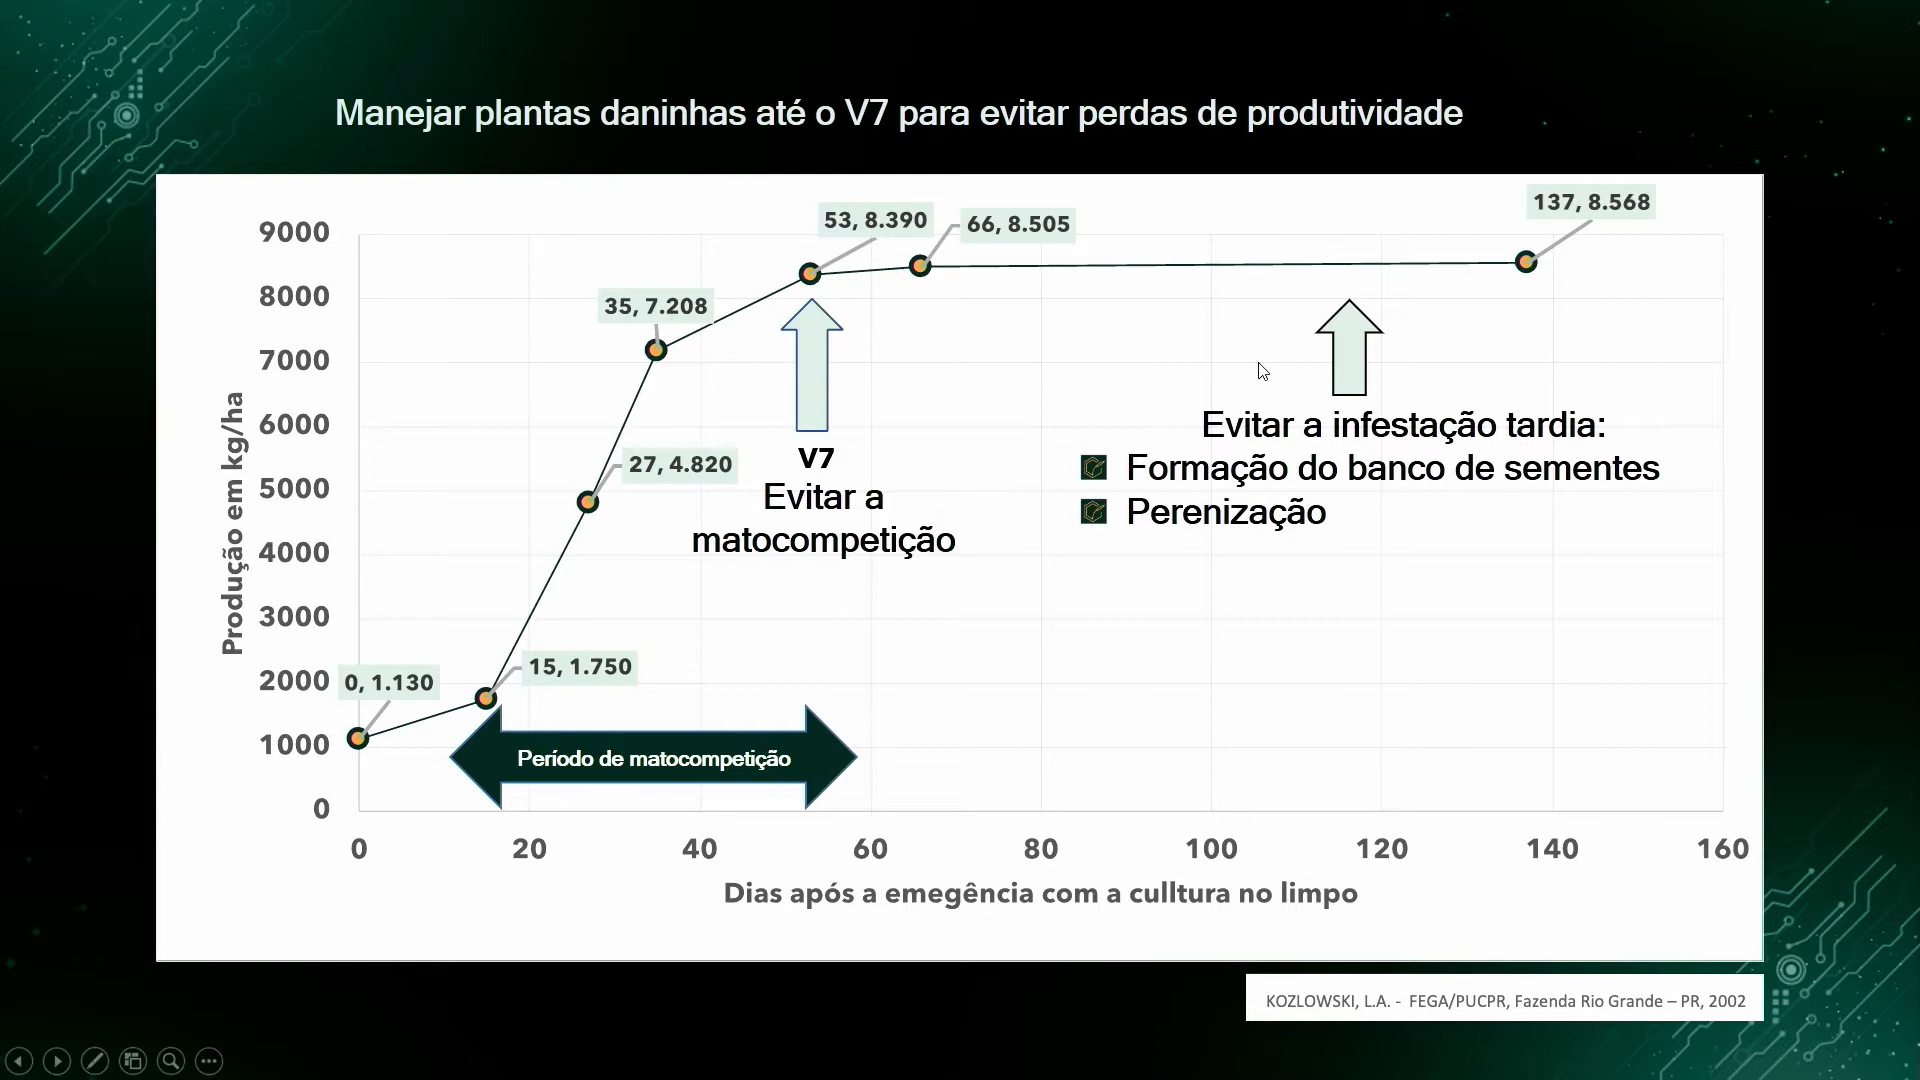 Manejar plantas daninhas até o V7 para evitar perdas de produtividade
Produção em kg/ha
9000
8000
7000
6000
5000
4000
3000
2000
1000
0
0, 1.130
15, 1.750
27, 4.820
35, 7.208
53, 8.390
66, 8.505
137, 8.568
V7
Evitar a
matocompetição
Evitar a infestação tardia:
Formação do banco de sementes
Perenização
Período de matocompetição
0 20 40 60 80 100 120 140 160
Dias após a emegência com a culltura no limpo
KOZLOWSKI, L.A. - FEGA/PUCPR, Fazenda Rio Grande – PR, 2002